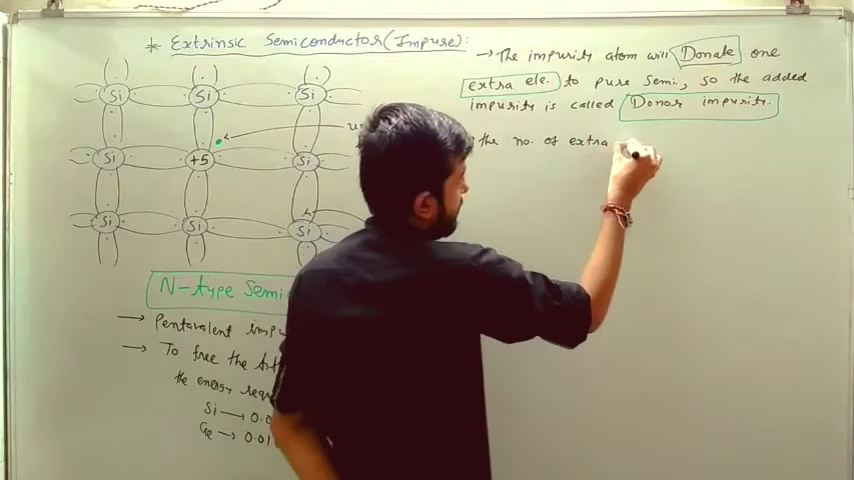 * Extrinsic Semiconductor (Impure):
Si Si Si
Si +5 Si
Si Si Si
N-type Semi
→ Pentavalent impu
→ To free the
the energy req
Si → 0.0
Ge → 0.01
→ The impurity atom will Donate one
extra ele. to pure semi., so the added
impurity is called Donor impurity.
the no. of extra